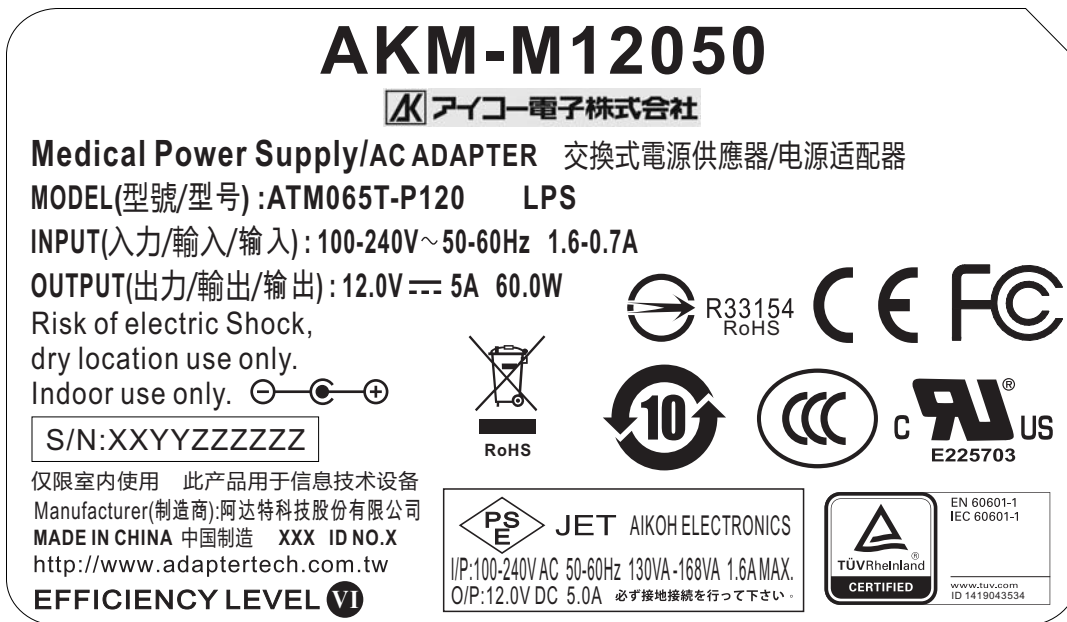 AKM-M12050
AK アイコー電子株式会社
Medical Power Supply/AC ADAPTER 交換式電源供應器/电源适配器
MODEL(型號/型号) :ATM065T-P120 LPS
INPUT(入力/輸入/输入) : 100-240V~50-60Hz 1.6-0.7A
OUTPUT(出力/輸出/输出) : 12.0V⎓ 5A 60.0W
Risk of electric Shock,
dry location use only.
Indoor use only.
R33154
RoHS
CE FC
S/N:XXYYZZZZZZ
RoHS
10
CCC
C RU ® US
E225703
仅限室内使用 此产品用于信息技术设备
Manufacturer(制造商):阿达特科技股份有限公司
MADE IN CHINA 中国制造 XXX ID NO.X
http://www.adaptertech.com.tw
EFFICIENCY LEVEL VI
PSE JET AIKOH ELECTRONICS
I/P:100-240V AC 50-60Hz 130VA-168VA 1.6A MAX.
O/P:12.0V DC 5.0A 必ず接地接続を行って下さい。
TÜVRheinland ®
CERTIFIED
EN 60601-1
IEC 60601-1
www.tuv.com
ID 1419043534